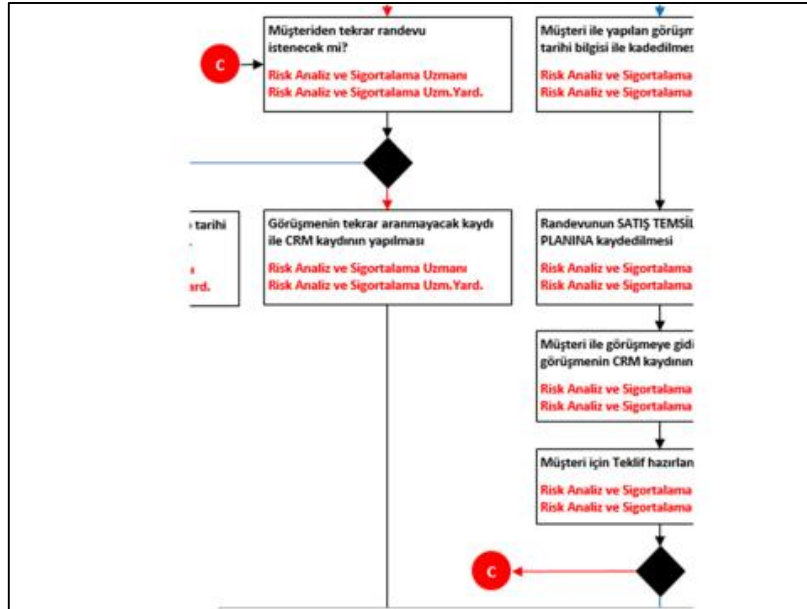 Müşteriden tekrar randevu
istenecek mi?
Risk Analiz ve Sigortalama Uzmanı
Risk Analiz ve Sigortalama Uzm.Yard.
C
Müşteri ile yapılan görüşm
tarihi bilgisi ile kadedilmes
Risk Analiz ve Sigortalama
Risk Analiz ve Sigortalama
tarihi
ard.
Görüşmenin tekrar aranmayacak kaydı
ile CRM kaydının yapılması
Risk Analiz ve Sigortalama Uzmanı
Risk Analiz ve Sigortalama Uzm.Yard.
Randevunun SATIŞ TEMSİL
PLANINA kaydedilmesi
Risk Analiz ve Sigortalama
Risk Analiz ve Sigortalama
Müşteri ile görüşmeye gidi
görüşmenin CRM kaydının
Risk Analiz ve Sigortalama
Risk Analiz ve Sigortalama
Müşteri için Teklif hazırlan
Risk Analiz ve Sigortalama
Risk Analiz ve Sigortalama
C